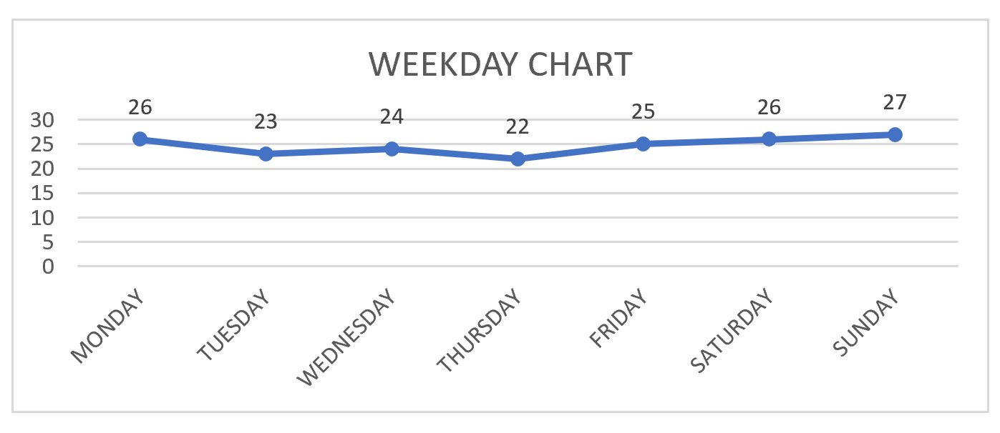 WEEKDAY CHART
26 23 24 22 25 26 27
30
25
20
15
10
5
0
MONDAY TUESDAY WEDNESDAY THURSDAY FRIDAY SATURDAY SUNDAY